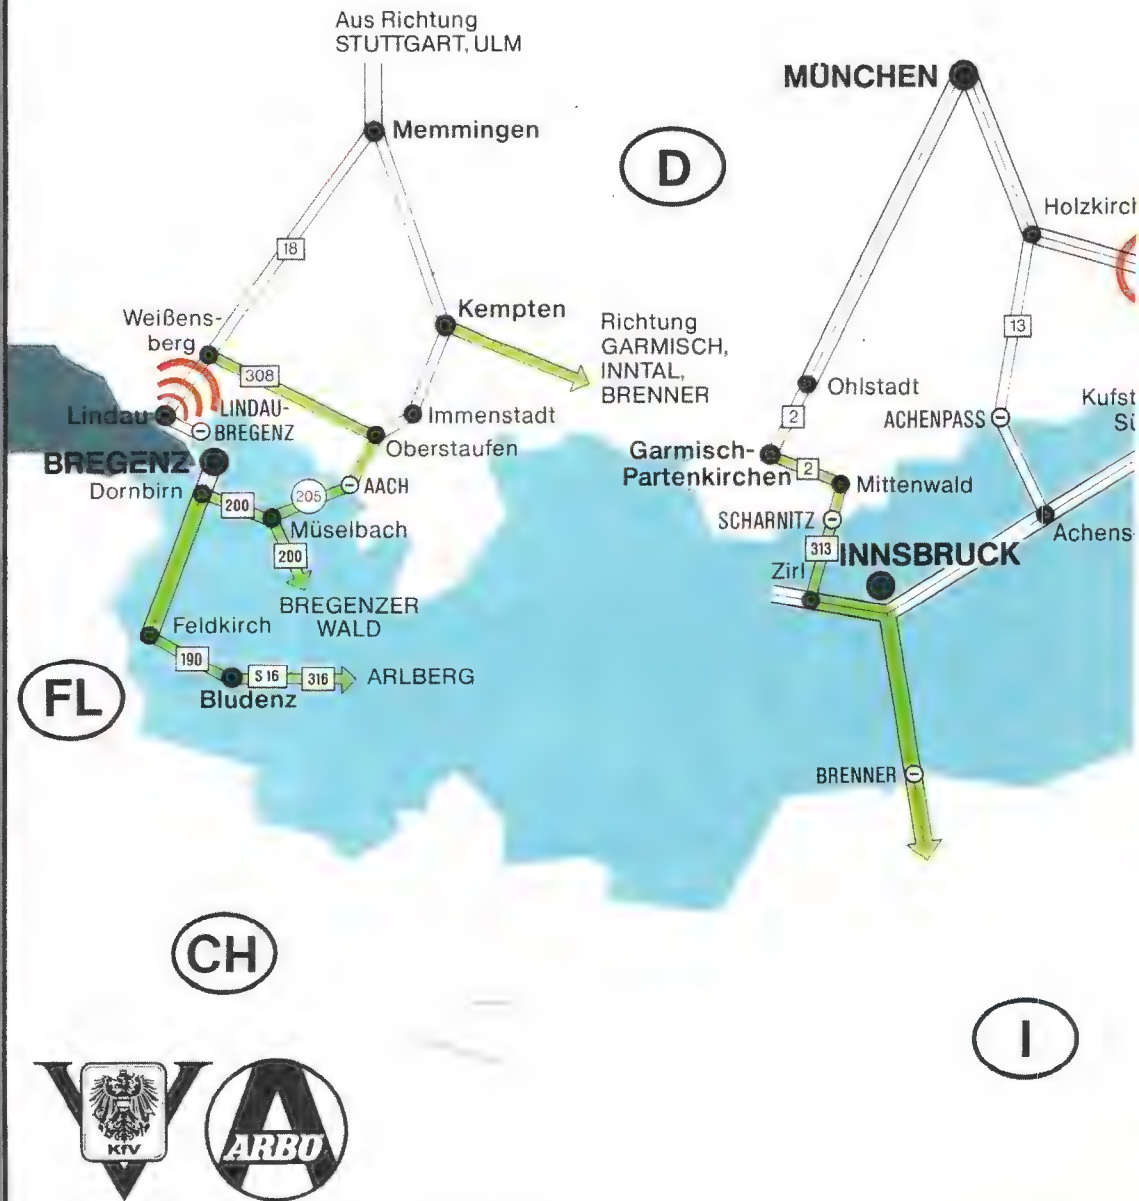 Aus Richtung
STUTTGART, ULM
MÜNCHEN
Memmingen
D
Holzkirch
18
Kempten
Weißens-
berg
Richtung
GARMISCH,
INNTAL,
BRENNER
13
308
Ohlstadt
Lindau
LINDAU-
BREGENZ
Immenstadt
2
ACHENPASS
Kufst
Sü
Oberstaufen
BREGENZ
Garmisch-
Partenkirchen
2
Dornbirn
AACH
Mittenwald
200
205
SCHARNITZ
Müselbach
313
Achens
200
Zirl
INNSBRUCK
BREGENZER
WALD
Feldkirch
190
S 16
316
ARLBERG
Bludenz
FL
BRENNER
CH
I
KfV
ARBÖ